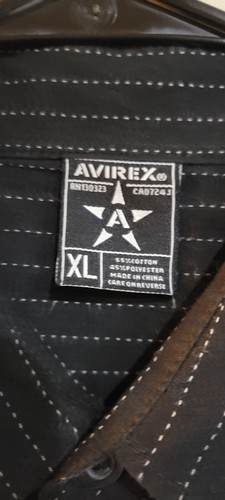 AVIREX®
RN130323 CA07243
A
XL
55%COTTON
45%POLYESTER
MADE IN CHINA
CARE ON REVERSE